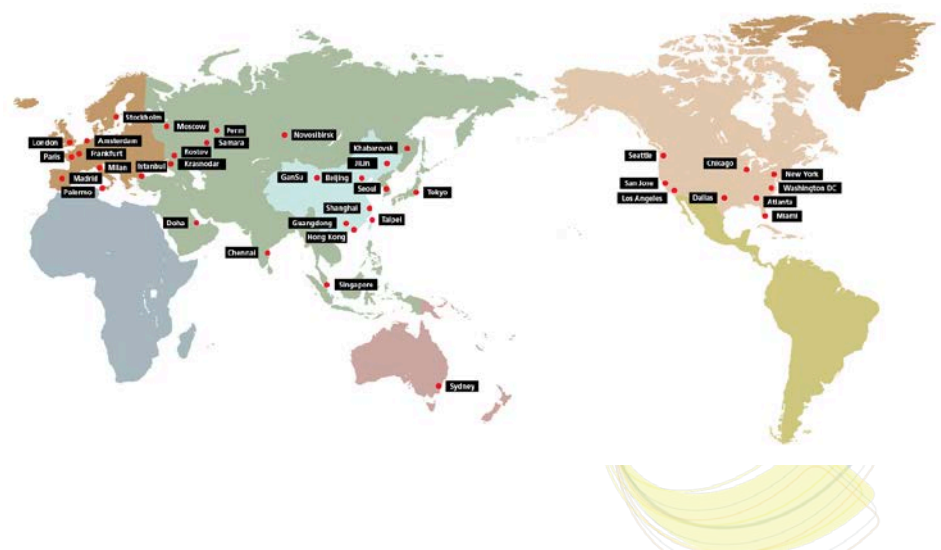 Stockholm
Moscow
Perm
London
Amsterdam
Samara
Novosibirsk
Paris
Frankfurt
Rostov
Khabarovsk
Milan
Istanbul
Krasnodar
JiLin
Madrid
GanSu
Beijing
Palermo
Seoul
Tokyo
Shanghai
Doha
Guangdong
Taipei
Hong Kong
Chennai
Singapore
Sydney
Seattle
Chicago
New York
San Jose
Washington DC
Los Angeles
Dallas
Atlanta
Miami